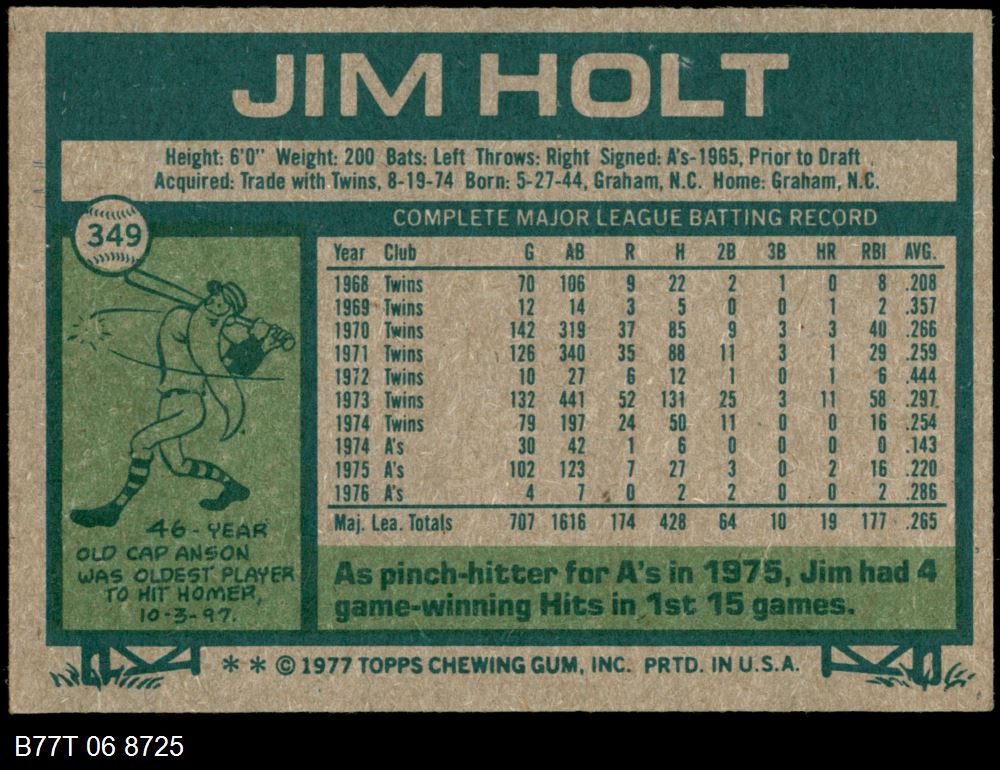 JIM HOLT
Height: 6'0" Weight: 200 Bats: Left Throws: Right Signed: A's-1965, Prior to Draft
Acquired: Trade with Twins, 8-19-74 Born: 5-27-44, Graham, N.C. Home: Graham, N.C.
349
COMPLETE MAJOR LEAGUE BATTING RECORD
Year Club G AB R H 2B 3B HR RBI AVG.
1968 Twins 70 106 9 22 2 1 0 8 .208
1969 Twins 12 14 3 5 0 0 1 2 .357
1970 Twins 142 319 37 85 9 3 3 40 .266
1971 Twins 126 340 35 88 11 3 1 29 .259
1972 Twins 10 27 6 12 1 0 1 6 .444
1973 Twins 132 441 52 131 25 3 11 58 .297
1974 Twins 79 197 24 50 11 0 0 16 .254
1974 A's 30 42 1 6 0 0 0 0 .143
1975 A's 102 123 7 27 3 0 2 16 .220
1976 A's 4 7 0 2 2 0 0 2 .286
Maj. Lea. Totals 707 1616 174 428 64 10 19 177 .265
46-YEAR
OLD CAP ANSON
WAS OLDEST PLAYER
TO HIT HOMER,
10-3-97.
As pinch-hitter for A's in 1975, Jim had 4
game-winning Hits in 1st 15 games.
* * © 1977 TOPPS CHEWING GUM, INC. PRTD. IN U.S.A.
B77T 06 8725